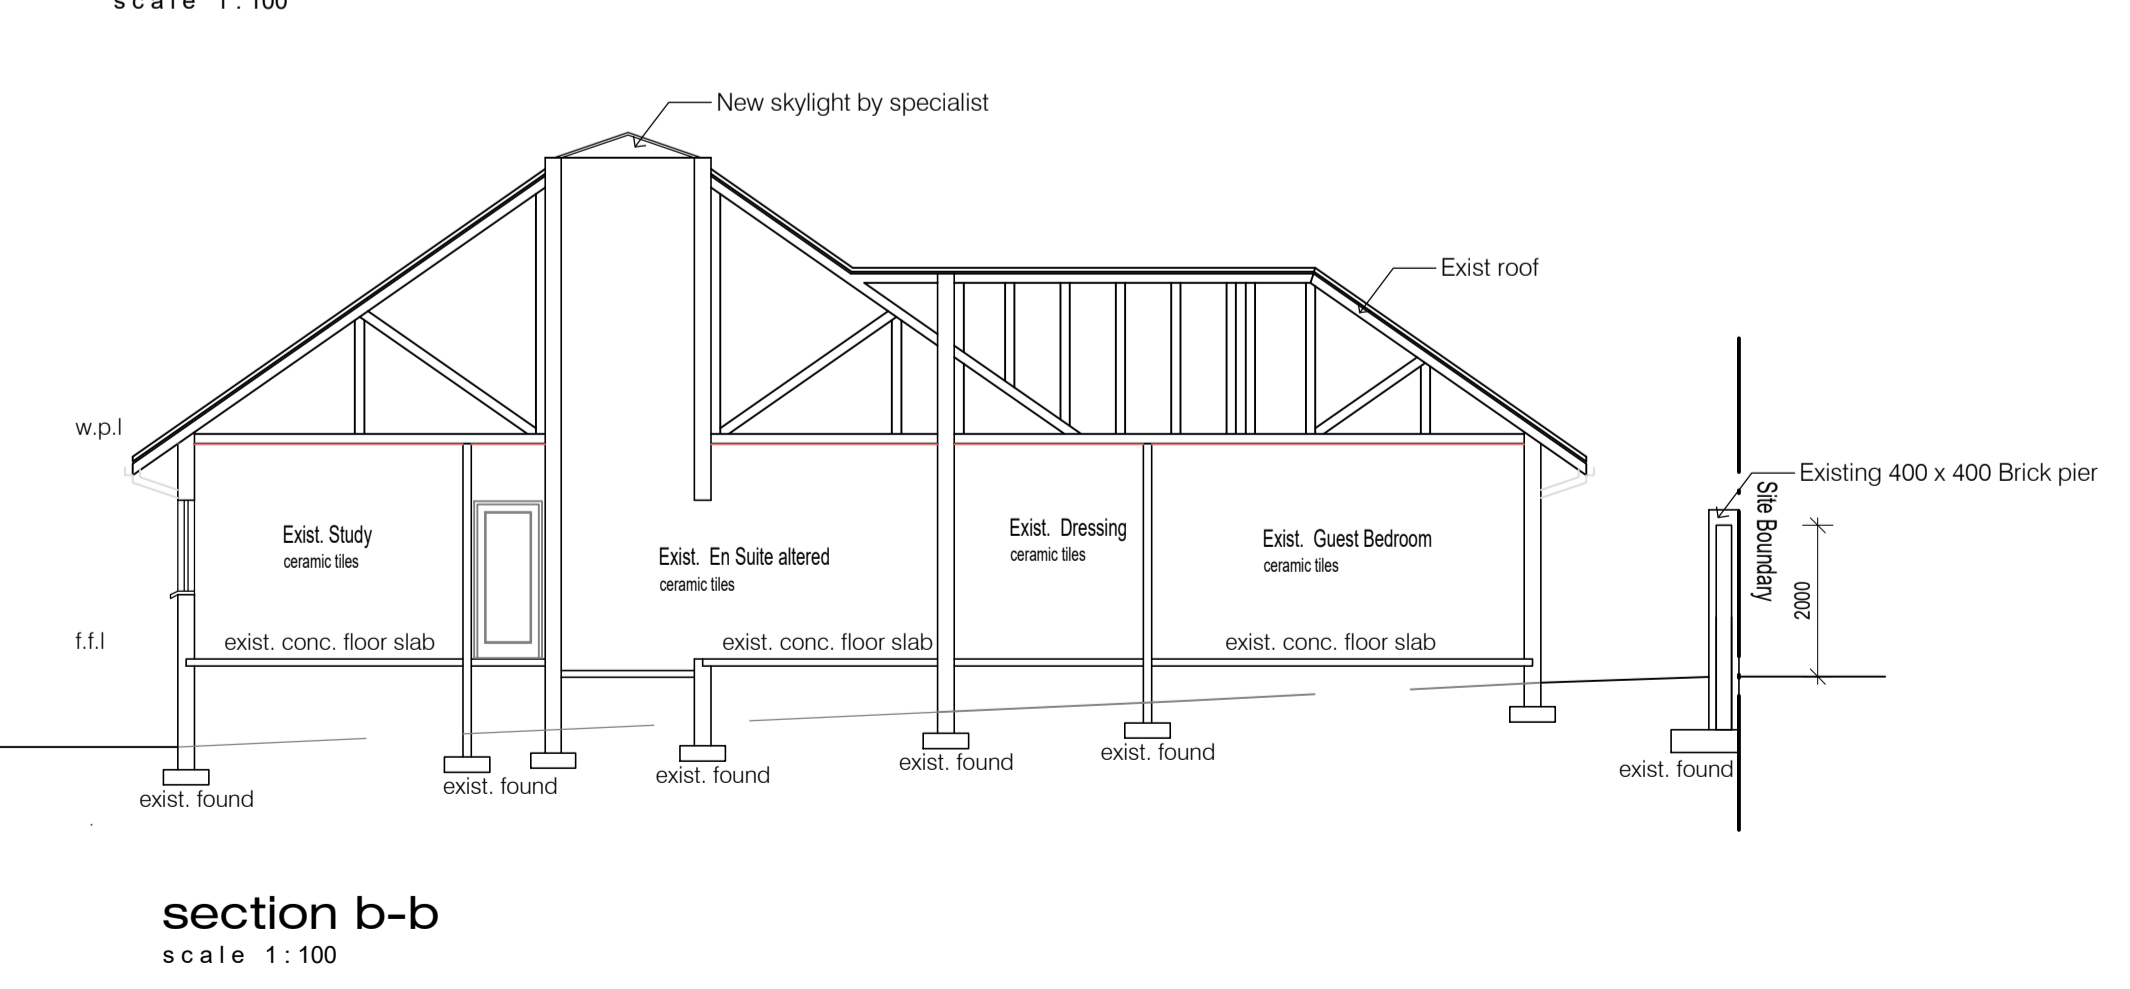 scale 1:100
New skylight by specialist
Exist roof
w.p.l
Existing 400 x 400 Brick pier
Site Boundary
Exist. Study
ceramic tiles
Exist. En Suite altered
ceramic tiles
Exist. Dressing
ceramic tiles
Exist. Guest Bedroom
ceramic tiles
2000
f.f.l
exist. conc. floor slab
exist. conc. floor slab
exist. conc. floor slab
exist. found
exist. found
exist. found
exist. found
exist. found
exist. found
section b-b
scale 1:100